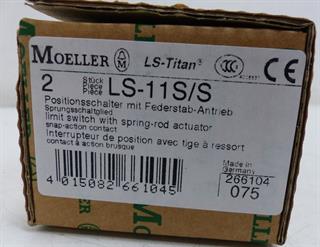 MOELLER AM LS-Titan® CCC CE
2 Stück Piece Pièce LS-11S/S
Positionsschalter mit Federstab-Antrieb
Sprungschaltglied
limit switch with spring-rod actuator
snap-action contact
Interrupteur de position avec tige à ressort
contact à action brusque
Made in
Germany
4 015082 661045
266104
075